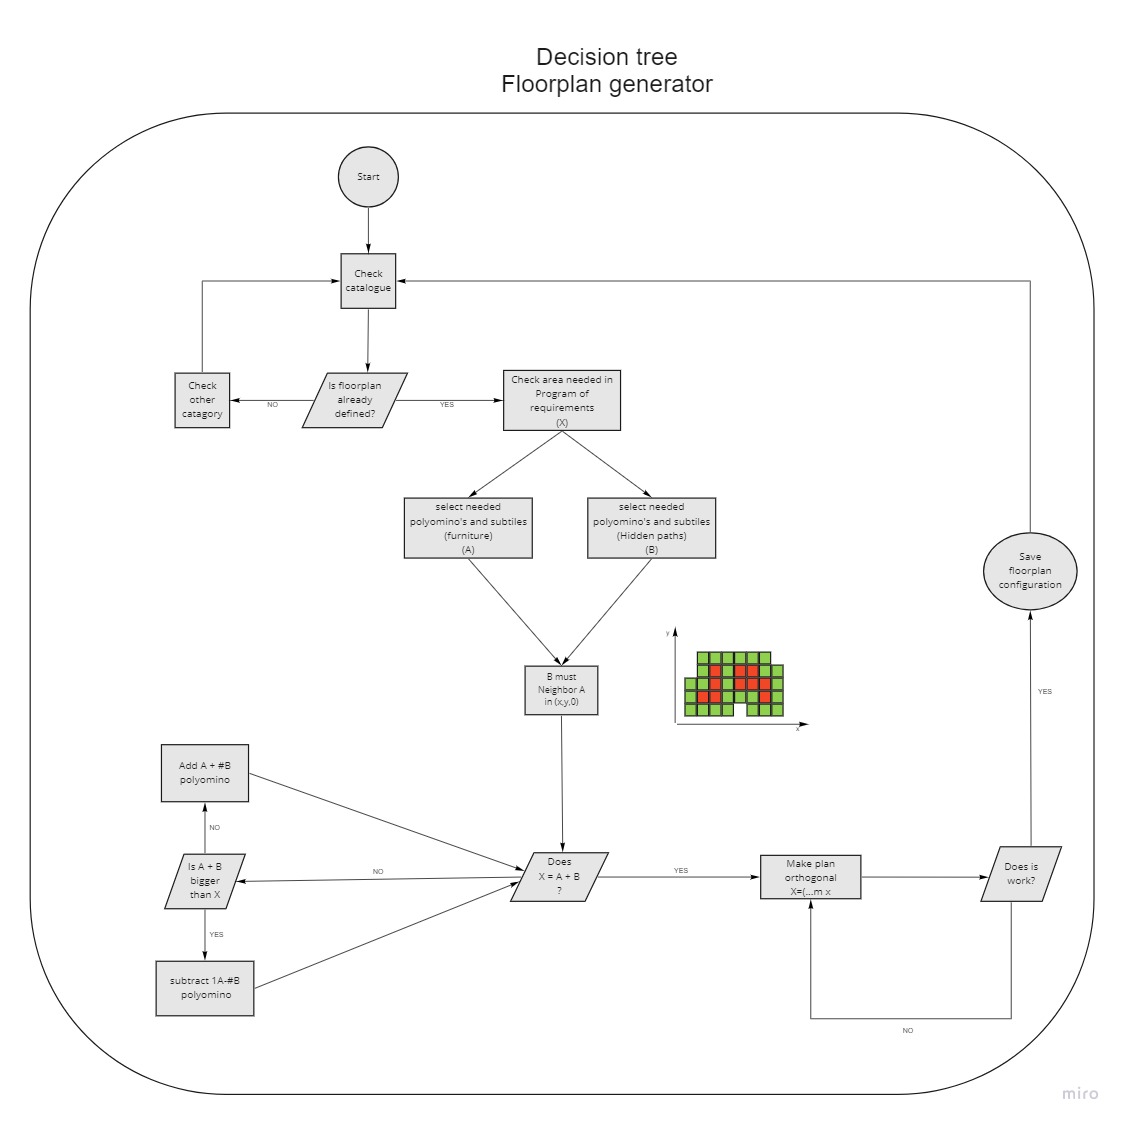 Decision tree
Floorplan generator
Start
Check
catalogue
Check
other
catagory
NO
Is floorplan
already
defined?
YES
Check area needed in
Program of
requirements
(X)
select needed
polyomino's and subtiles
(furniture)
(A)
select needed
polyomino's and subtiles
(Hidden paths)
(B)
Save
floorplan
configuration
B must
Neighbor A
in (x,y,0)
y
x
YES
Add A + #B
polyomino
NO
Is A + B
bigger
than X
NO
Does
X = A + B
?
YES
Make plan
orthogonal
X=(...m x
Does is
work?
YES
subtract 1A-#B
polyomino
NO
miro